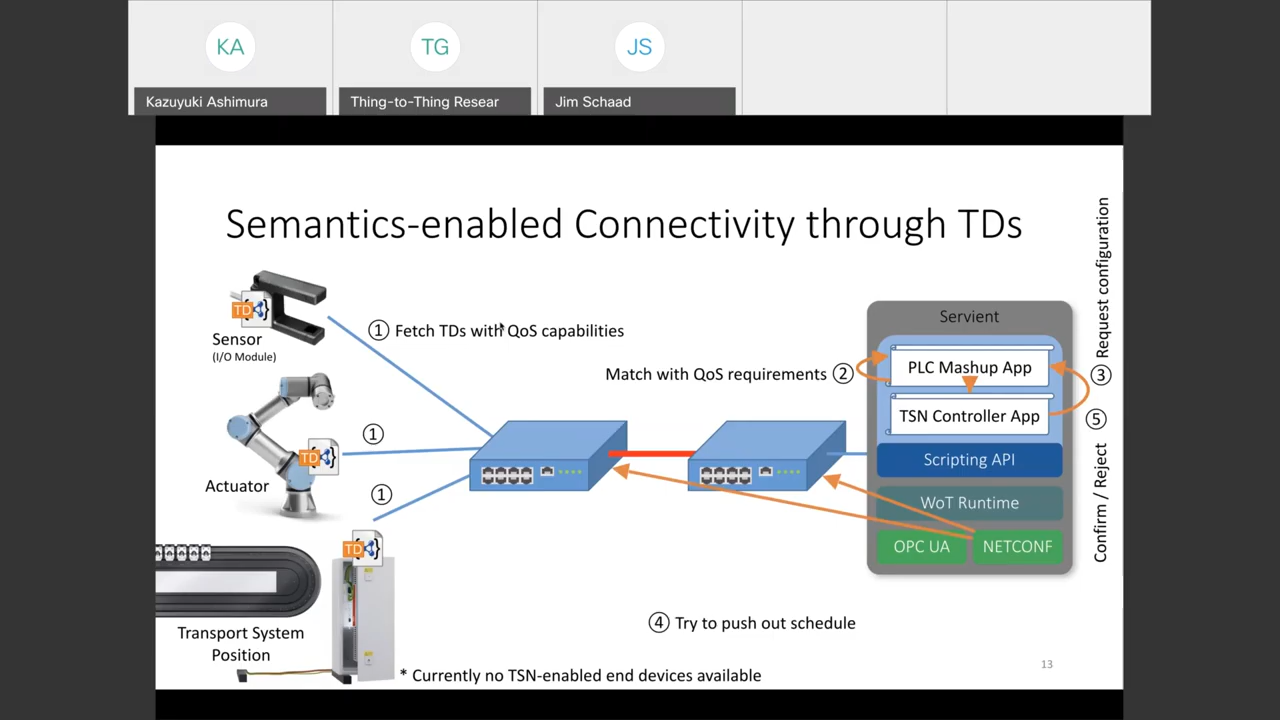 KA
TG
JS
Kazuyuki Ashimura
Thing-to-Thing Resear
Jim Schaad
Semantics-enabled Connectivity through TDs
TD
Sensor
(I/O Module)
① Fetch TDs with QoS capabilities
Match with QoS requirements ②
Servient
PLC Mashup App
TSN Controller App
Scripting API
WoT Runtime
OPC UA
NETCONF
Request configuration
③
⑤
Confirm / Reject
①
TD
Actuator
①
TD
Transport System
Position
④ Try to push out schedule
* Currently no TSN-enabled end devices available
13